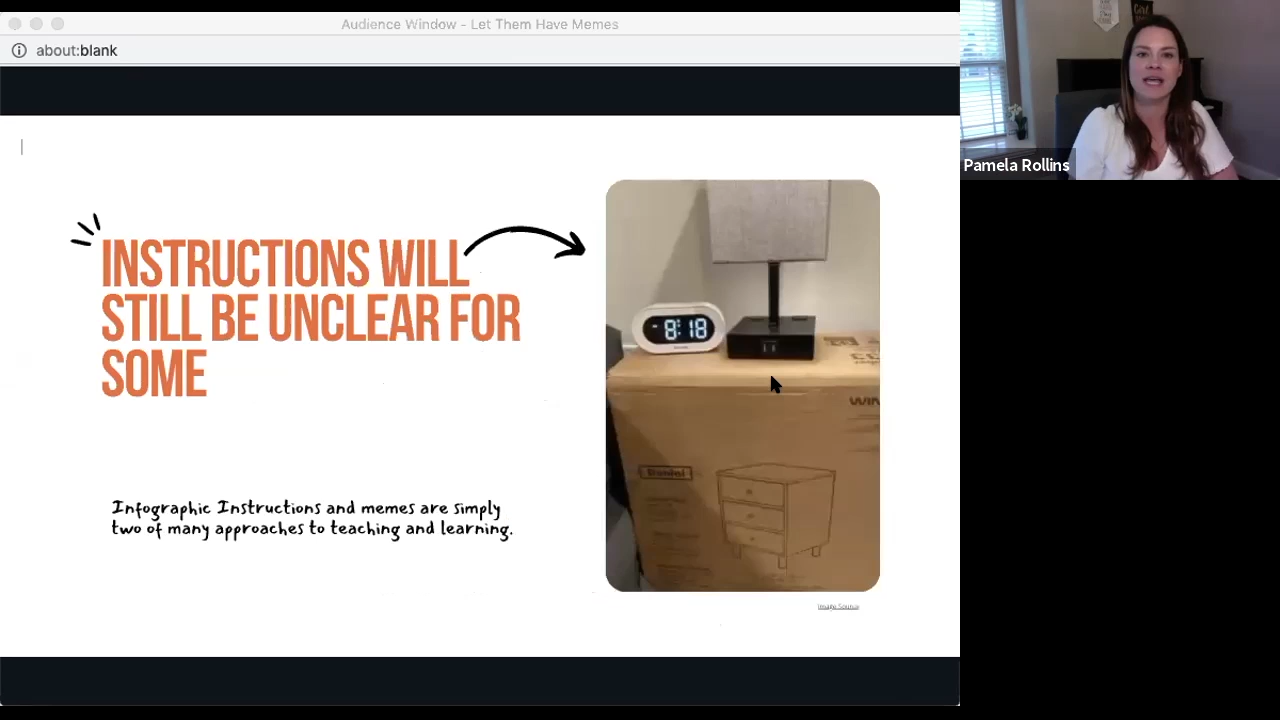 Audience Window - Let Them Have Memes
about:blank
Pamela Rollins
INSTRUCTIONS WILL
STILL BE UNCLEAR FOR
SOME
8:18
WIN
Infographic Instructions and memes are simply
two of many approaches to teaching and learning.
Image Source